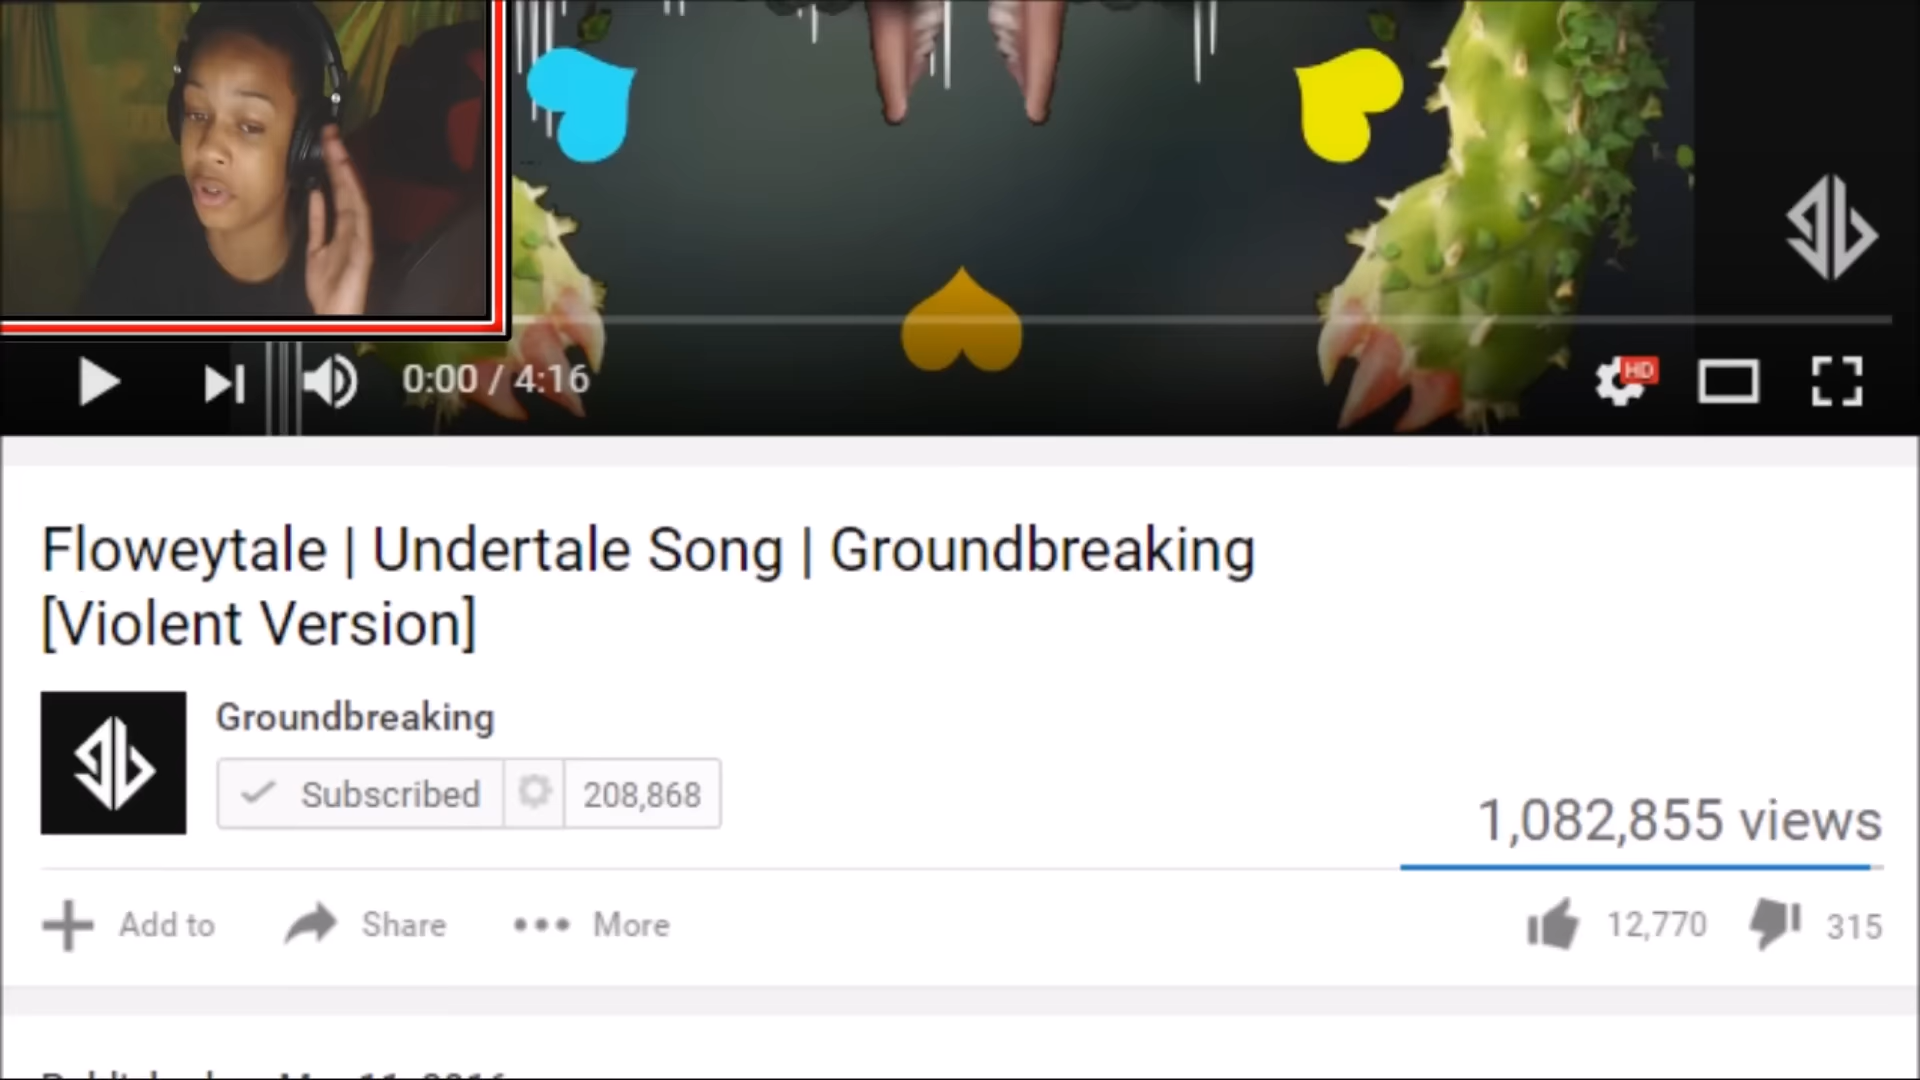 0:00 / 4:16
HD
Floweytale | Undertale Song | Groundbreaking
[Violent Version]
Groundbreaking
Subscribed 208,868
1,082,855 views
Add to Share More
12,770 315